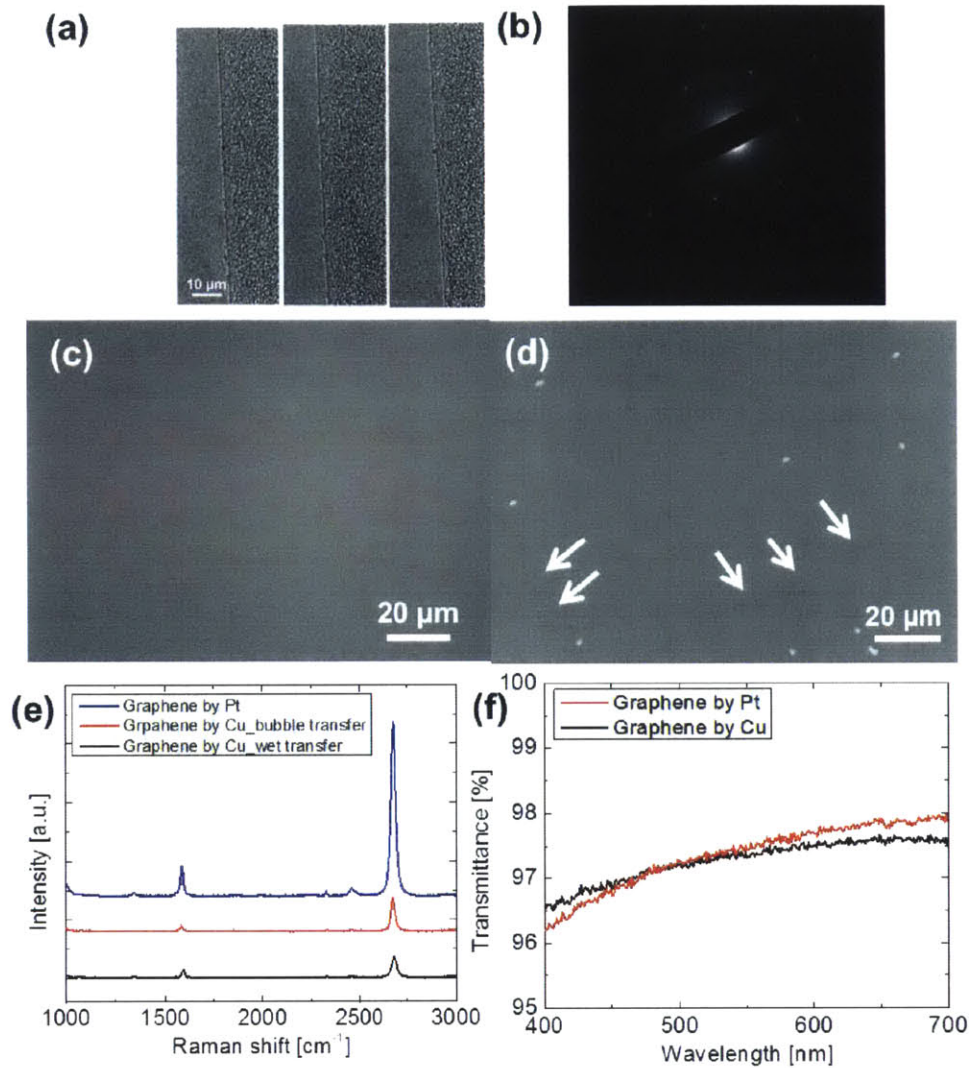 (a)
(b)
10 µm
(c)
(d)
20 µm
20 µm
(e)
Graphene by Pt
Grpahene by Cu_bubble transfer
Graphene by Cu_wet transfer
Intensity [a.u.]
1000 1500 2000 2500 3000
Raman shift [cm⁻¹]
(f)
Graphene by Pt
Graphene by Cu
Transmittance [%]
100
99
98
97
96
95
400 500 600 700
Wavelength [nm]